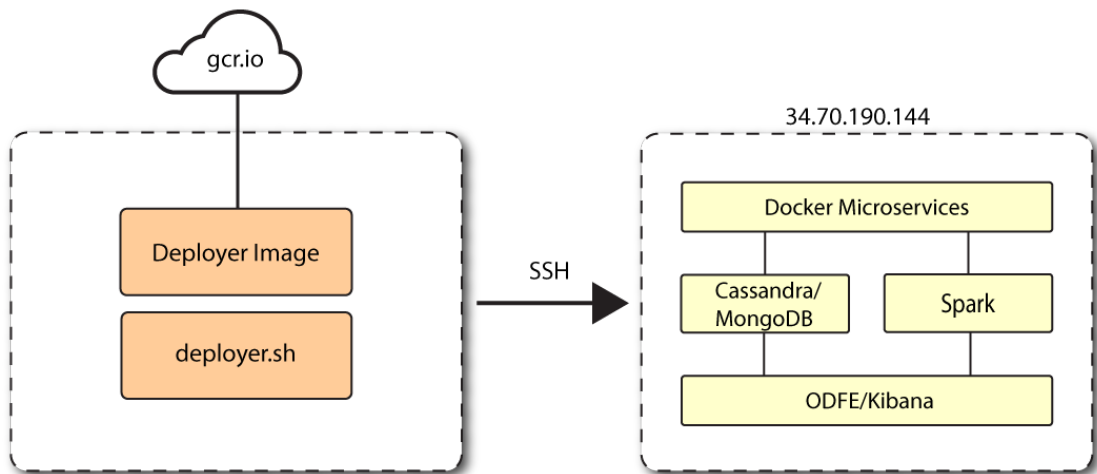 gcr.io
34.70.190.144
Deployer Image
deployer.sh
SSH
Docker Microservices
Cassandra/
MongoDB
Spark
ODFE/Kibana